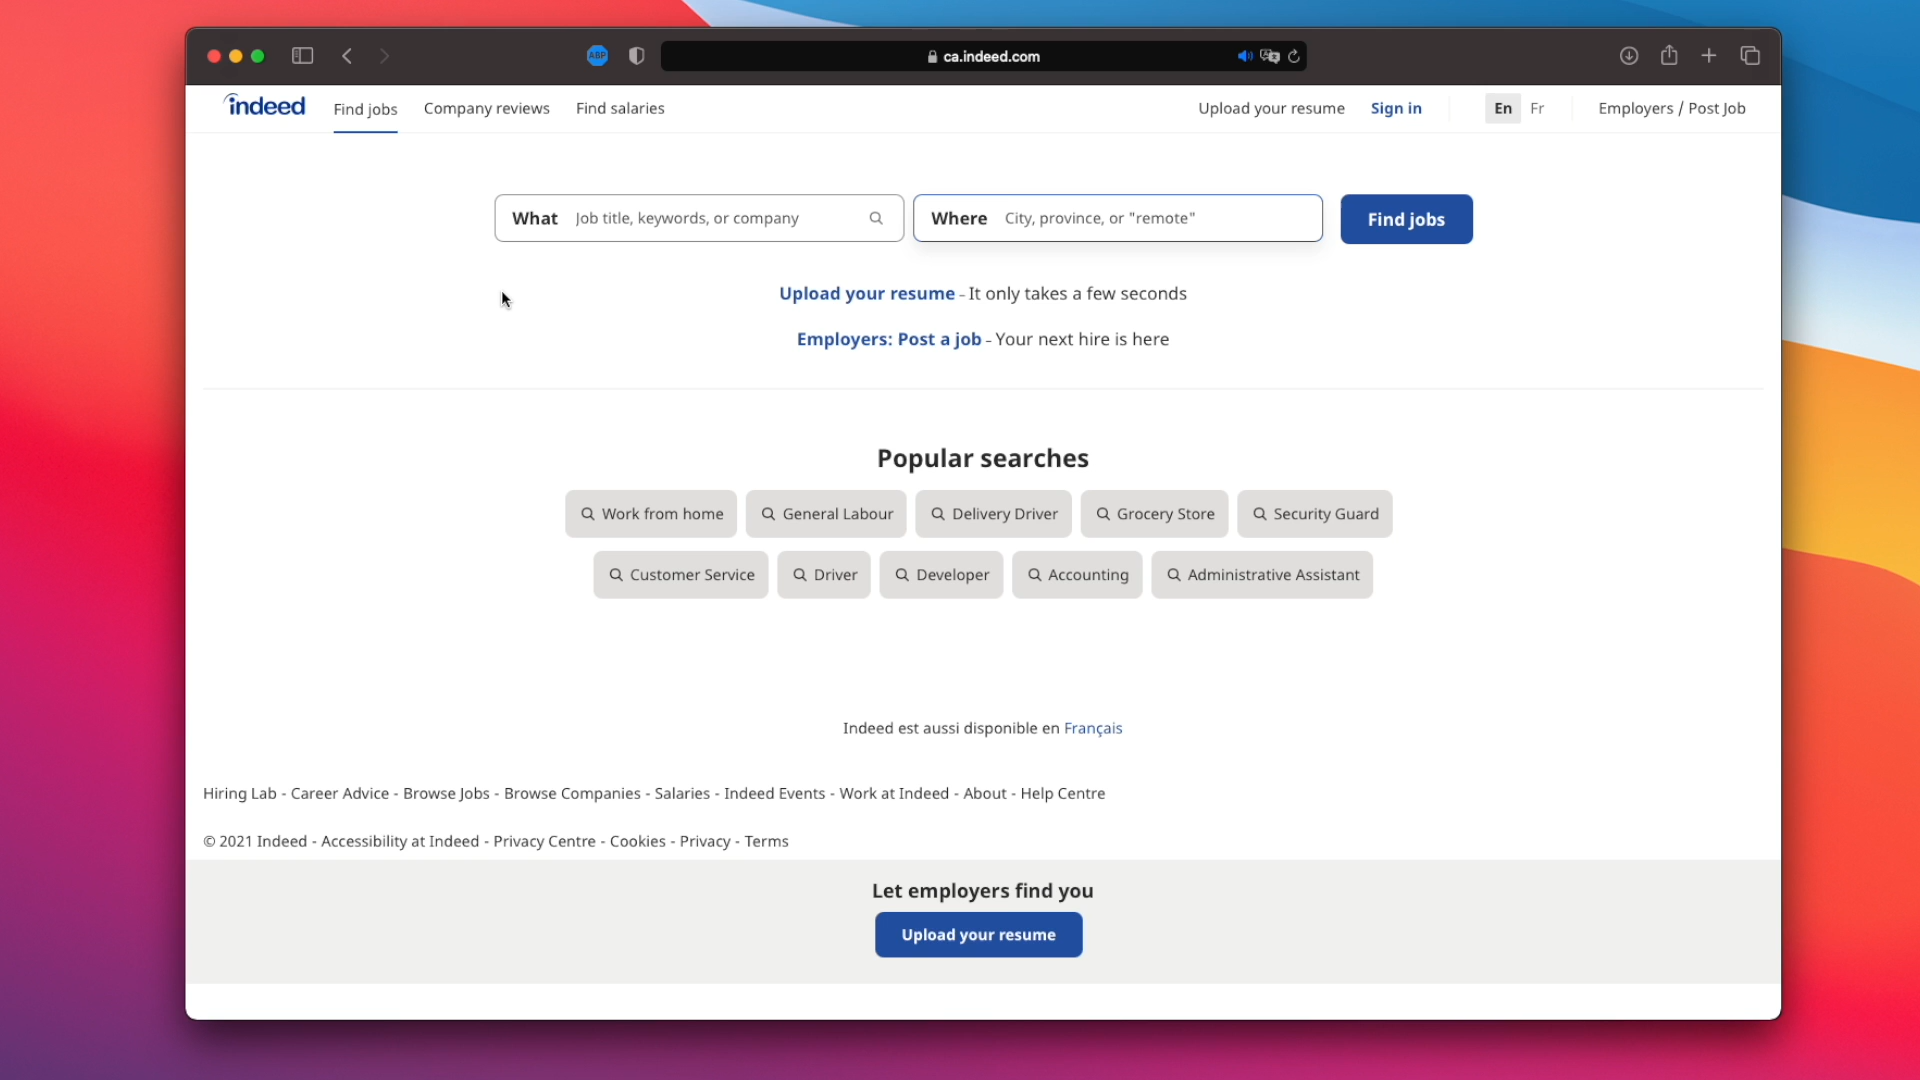 ABP
ca.indeed.com
indeed Find jobs Company reviews Find salaries Upload your resume Sign in En Fr Employers / Post Job
What Job title, keywords, or company Where City, province, or "remote" Find jobs
Upload your resume - It only takes a few seconds
Employers: Post a job - Your next hire is here
Popular searches
Work from home General Labour Delivery Driver Grocery Store Security Guard
Customer Service Driver Developer Accounting Administrative Assistant
Indeed est aussi disponible en Français
Hiring Lab - Career Advice - Browse Jobs - Browse Companies - Salaries - Indeed Events - Work at Indeed - About - Help Centre
© 2021 Indeed - Accessibility at Indeed - Privacy Centre - Cookies - Privacy - Terms
Let employers find you
Upload your resume